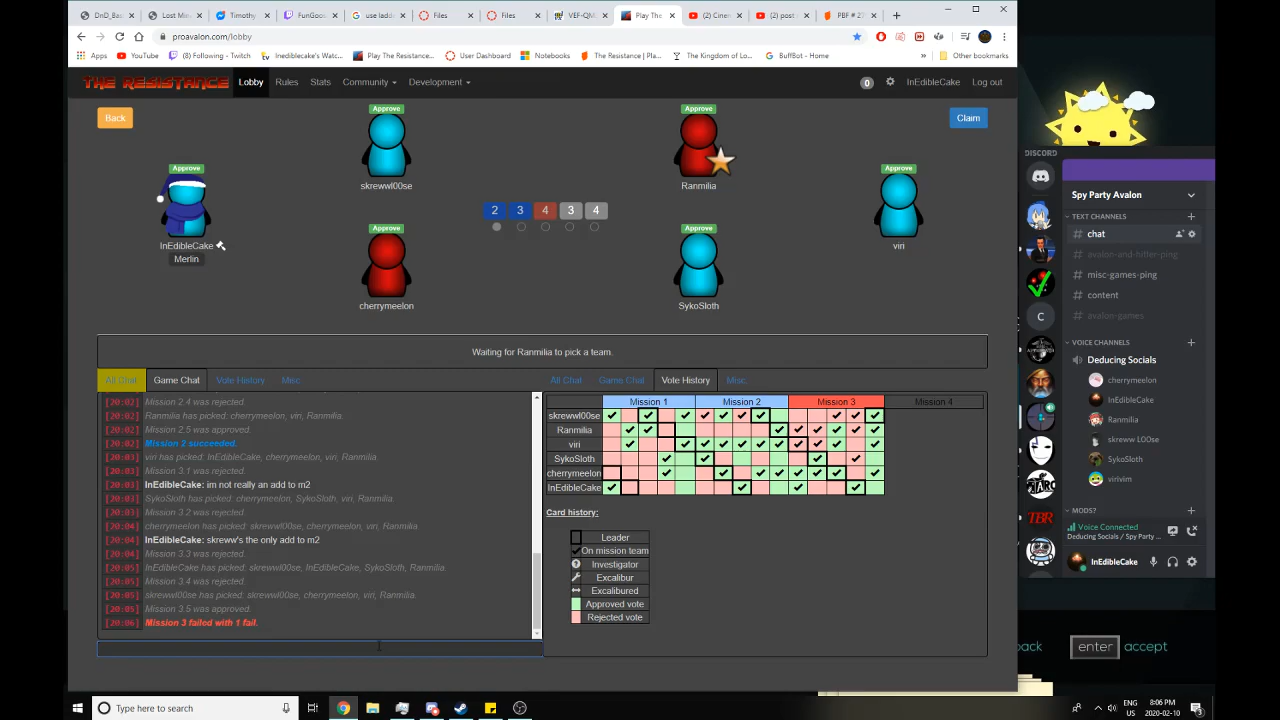 DnD_Bas
Lost Mine
Timothy
FunGoos
use ladd
Files
Files
VEF-QM
Play The
(2) Ciner
(2) post
PBF # 27
proavalon.com/lobby
Apps
YouTube
(8) Following - Twitch
Inediblecake's Watc...
Play The Resistance...
User Dashboard
Notebooks
The Resistance | Pla...
The Kingdom of Lo...
BuffBot - Home
Other bookmarks
THE RESISTANCE
Lobby
Rules
Stats
Community
Development
0
InEdibleCake
Log out
Back
Claim
Approve
skrewwl00se
Approve
Ranmilia
Approve
InEdibleCake
Merlin
Approve
viri
2 3 4 3 4
Approve
cherrymeelon
Approve
SykoSloth
Waiting for Ranmilia to pick a team.
All Chat
Game Chat
Vote History
Misc
[20:02] Mission 2.4 was rejected.
[20:02] Ranmilia has picked: cherrymeelon, viri, Ranmilia.
[20:02] Mission 2.5 was approved.
[20:02] Mission 2 succeeded.
[20:03] viri has picked: InEdibleCake, cherrymeelon, viri, Ranmilia.
[20:03] Mission 3.1 was rejected.
[20:03] InEdibleCake: im not really an add to m2
[20:03] SykoSloth has picked: cherrymeelon, SykoSloth, viri, Ranmilia.
[20:03] Mission 3.2 was rejected.
[20:04] cherrymeelon has picked: skrewwl00se, cherrymeelon, viri, Ranmilia
[20:04] InEdibleCake: skreww's the only add to m2
[20:04] Mission 3.3 was rejected.
[20:05] InEdibleCake has picked: skrewwl00se, InEdibleCake, SykoSloth, Ranmilia.
[20:05] Mission 3.4 was rejected.
[20:05] skrewwl00se has picked: skrewwl00se, cherrymeelon, viri, Ranmilia.
[20:05] Mission 3.5 was approved.
[20:06] Mission 3 failed with 1 fail.
All Chat
Game Chat
Vote History
Misc
Mission 1
Mission 2
Mission 3
Mission 4
skrewwl00se
Ranmilia
viri
SykoSloth
cherrymeelon
InEdibleCake
Card history:
Leader
On mission team
Investigator
Excalibur
Excalibured
Approved vote
Rejected vote
DISCORD
Spy Party Avalon
TEXT CHANNELS
# chat
# avalon-and-hitler-ping
# misc-games-ping
# content
# avalon-games
VOICE CHANNELS
Deducing Socials
cherrymeelon
InEdibleCake
Ranmilia
skreww L00se
SykoSloth
virivim
MODS?
Voice Connected
Deducing Socials / Spy Party ...
InEdibleCake
C
TBR
back
enter
accept
Type here to search
ENG
US
8:06 PM
2020-02-10
3